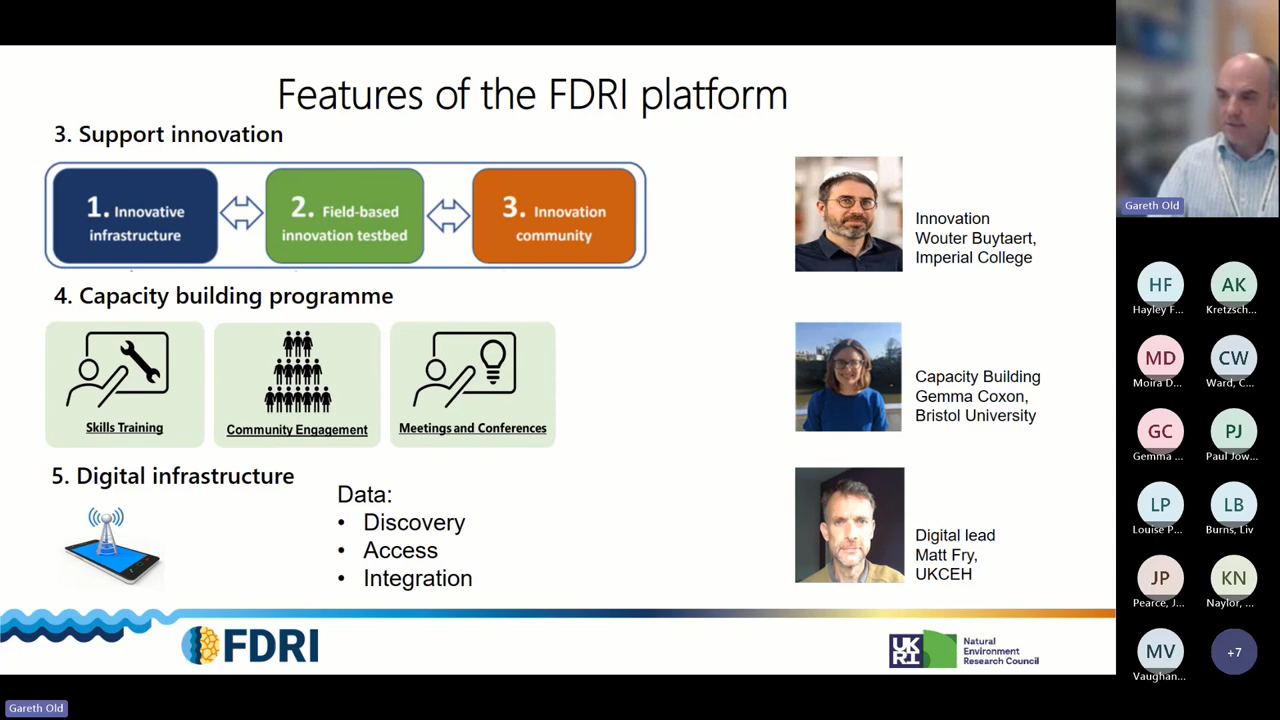 Features of the FDRI platform
3. Support innovation
1. Innovative
infrastructure
2. Field-based
innovation testbed
3. Innovation
community
Innovation
Wouter Buytaert,
Imperial College
4. Capacity building programme
Skills Training
Community Engagement
Meetings and Conferences
Capacity Building
Gemma Coxon,
Bristol University
5. Digital infrastructure
Data:
• Discovery
• Access
• Integration
Digital lead
Matt Fry,
UKCEH
FDRI
UK
RI
Natural
Environment
Research Council
Gareth Old
Gareth Old
HF
Hayley F...
AK
Kretzsch...
MD
Moira D...
CW
Ward, C...
GC
Gemma ...
PJ
Paul Jow...
LP
Louise P...
LB
Burns, Liv
JP
Pearce, J...
KN
Naylor, ...
MV
Vaughan...
+7